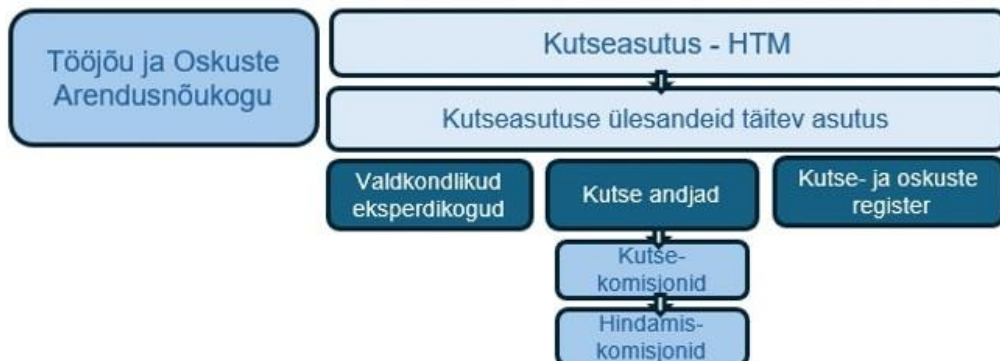 Tööjõu ja Oskuste
Arendusnõukogu
Kutseasutus - HTM
Kutseasutuse ülesandeid täitev asutus
Valdkondlikud
eksperdikogud
Kutse andjad
Kutse- ja oskuste
register
Kutse-
komisjonid
Hindamis-
komisjonid